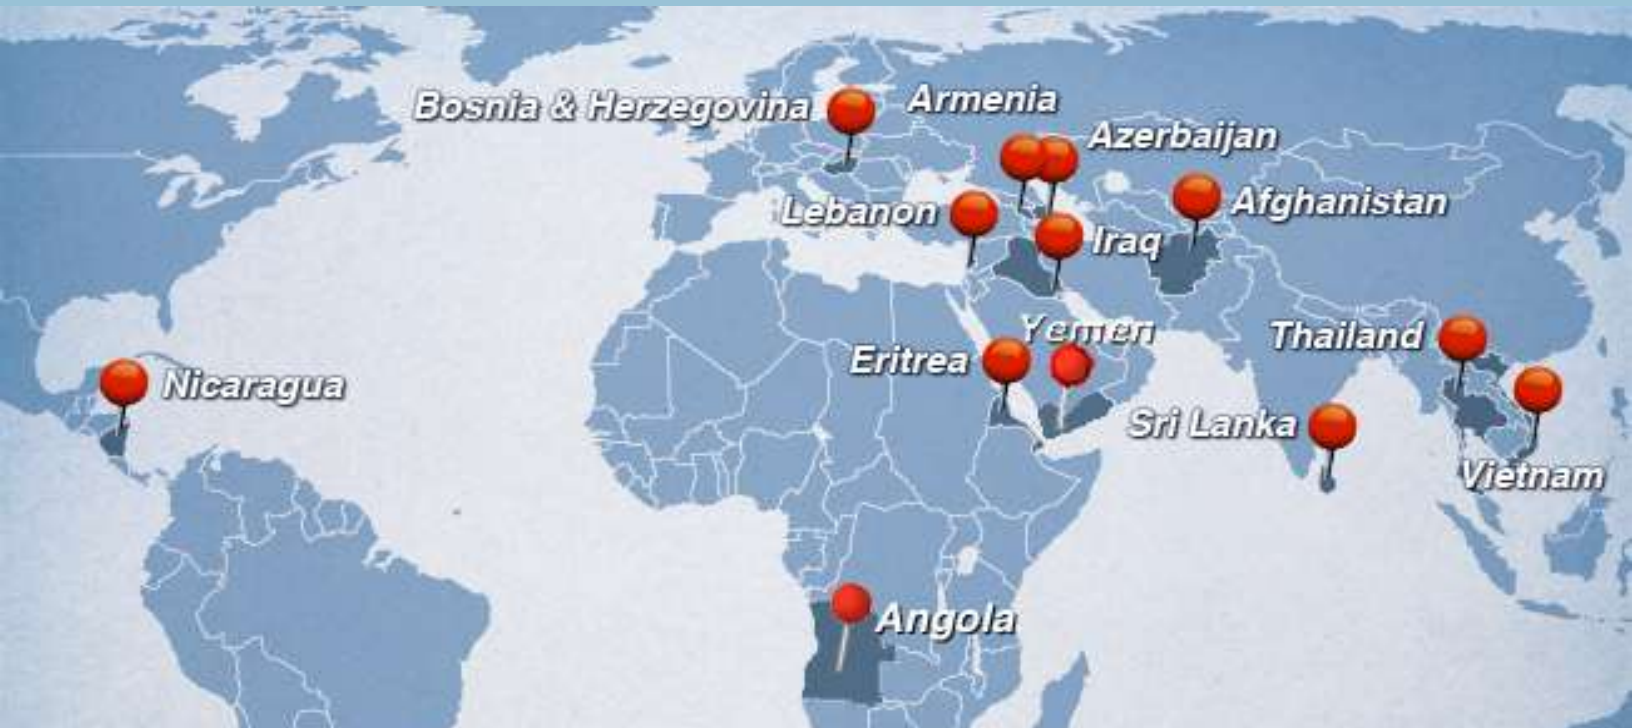 Bosnia & Herzegovina
Armenia
Azerbaijan
Lebanon
Afghanistan
Iraq
Yemen
Thailand
Eritrea
Nicaragua
Sri Lanka
Vietnam
Angola